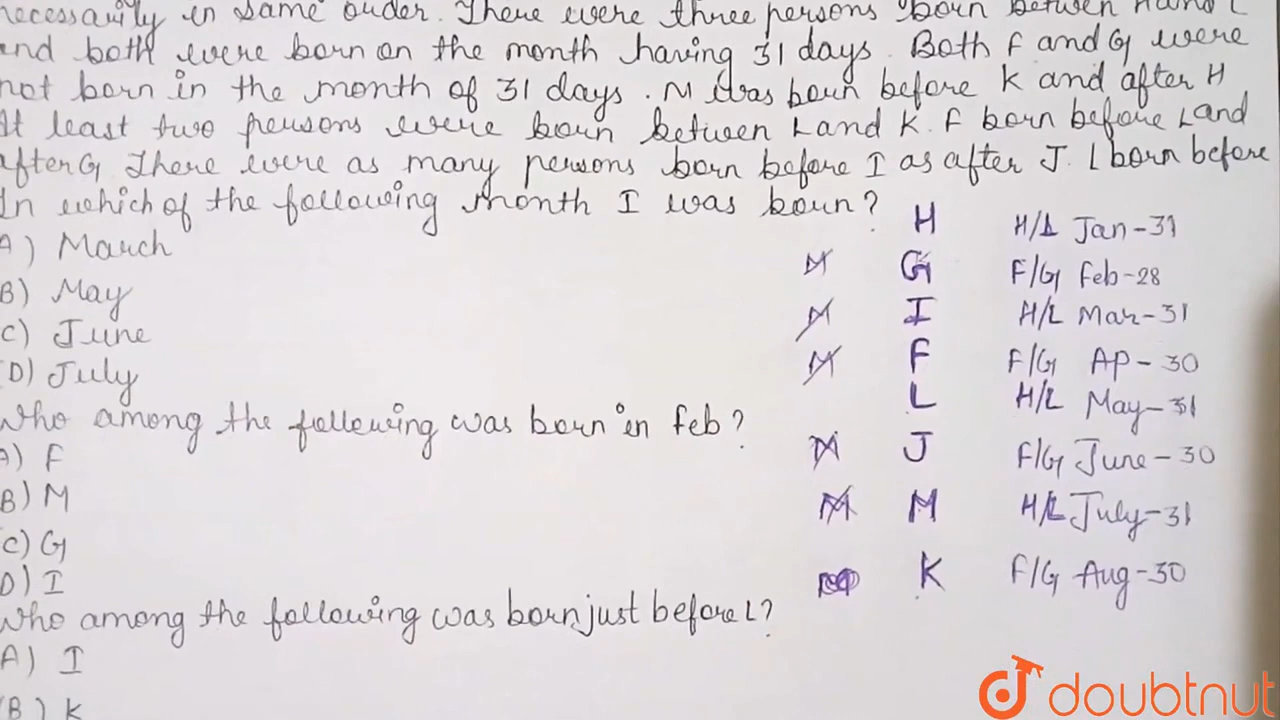 necessarily in same order. There were three persons born between H and L
and both were born on the month having 31 days. Both F and G were
not born in the month of 31 days. M was born before K and after H
At least two persons were born between L and K. F born before L and
after G. There were as many persons born before I as after J. L born before
In which of the following month I was born?
A) March
B) May
C) June
(D) July
Who among the following was born in feb?
A) F
B) M
C) G
D) I
Who among the following was born just before L?
A) I
(B) K
H H/L Jan-31
M G F/G Feb-28
M I H/L Mar-31
M F F/G AP-30
L H/L May-31
M J F/G June-30
M M H/L July-31
K F/G Aug-30
doubtnut